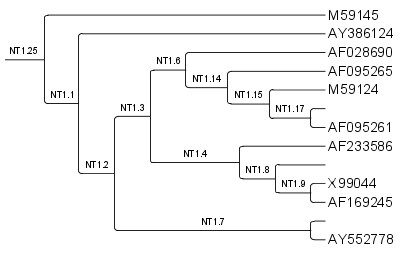 M59145
NT1.25
AY386124
AF028690
NT1.6
AF095265
NT1.14
M59124
NT1.1
NT1.15
NT1.3
NT1.17
AF095261
AF233586
NT1.4
NT1.2
NT1.8
X99044
NT1.9
AF169245
NT1.7
AY552778